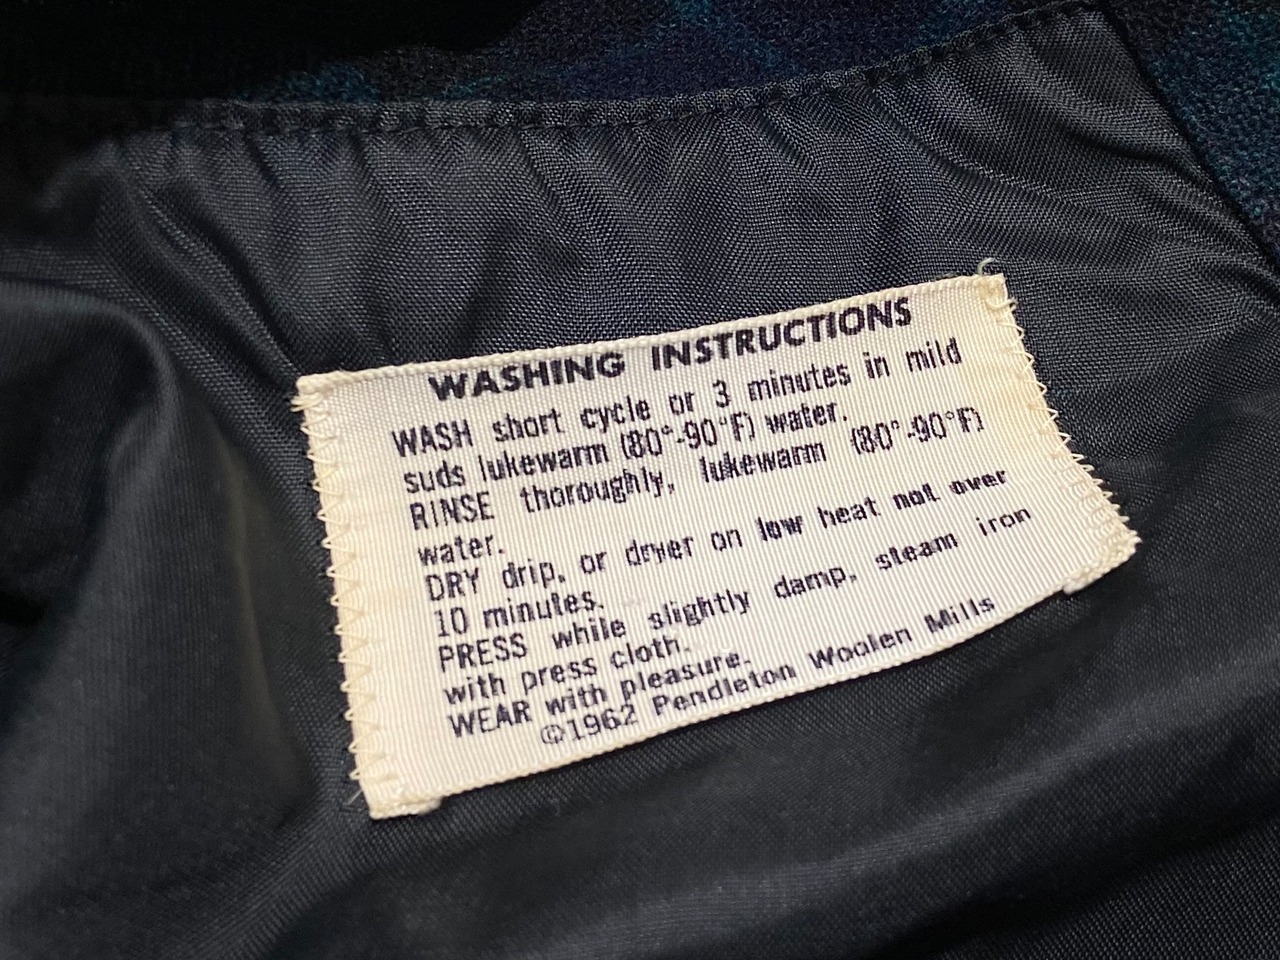 WASHING INSTRUCTIONS
WASH short cycle or 3 minutes in mild
suds lukewarm (80°-90°F) water.
RINSE thoroughly, lukewarm (80°-90°F)
water.
DRY drip, or dryer on low heat not over
10 minutes.
PRESS while slightly damp, steam iron
with press cloth.
WEAR with pleasure.
©1962 Pendleton Woolen Mills